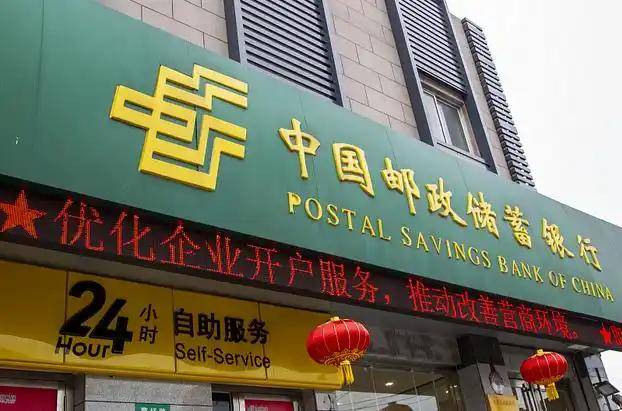 中国邮政储蓄银行
POSTAL SAVINGS BANK OF CHINA
★优化企业开户服务，推动改善营商环境。★
24小时
Hour
自助服务
Self-Service